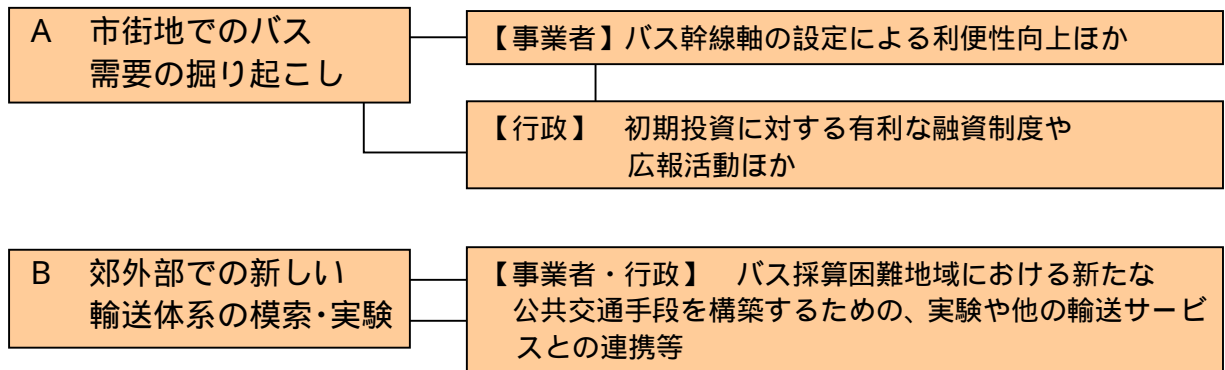 A　市街地でのバス
需要の掘り起こし
【事業者】バス幹線軸の設定による利便性向上ほか
【行政】　初期投資に対する有利な融資制度や
広報活動ほか
B　郊外部での新しい
輸送体系の模索・実験
【事業者・行政】　バス採算困難地域における新たな
公共交通手段を構築するための、実験や他の輸送サービ
スとの連携等